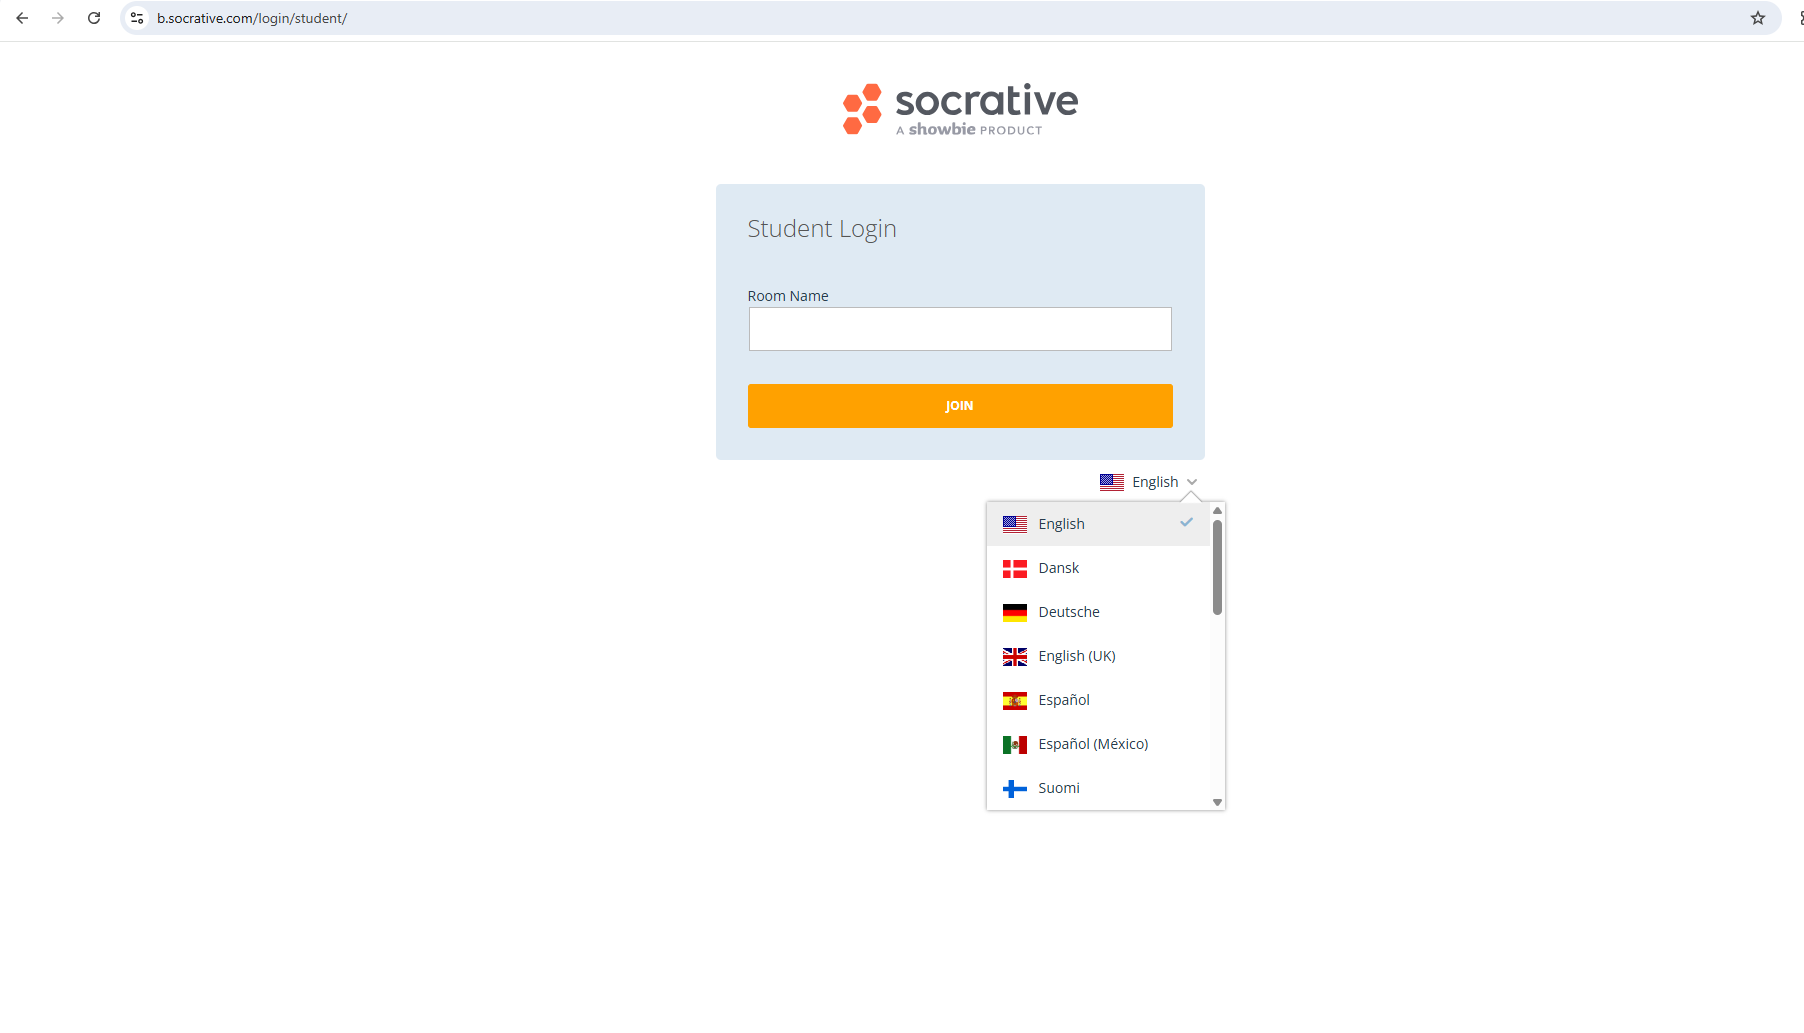 b.socrative.com/login/student/
socrative
A showbie PRODUCT
Student Login
Room Name
JOIN
English
English
Dansk
Deutsche
English (UK)
Español
Español (México)
Suomi